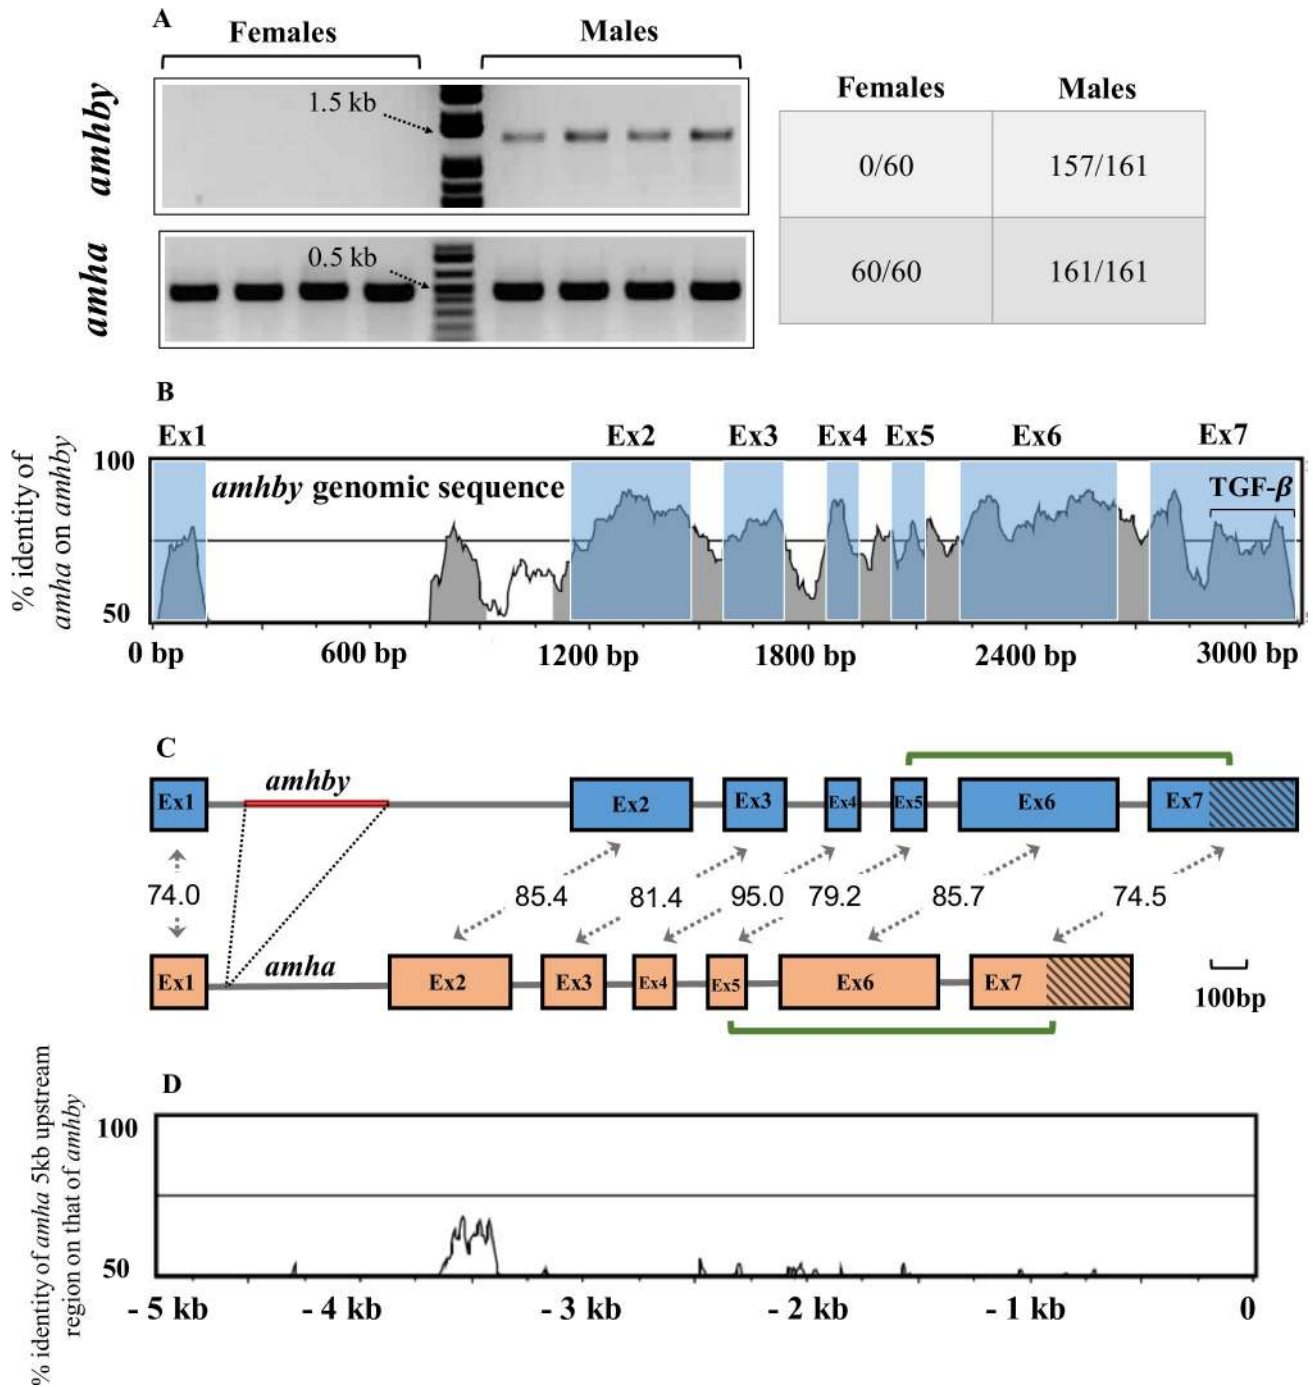 A
Females
Males
amhby
1.5 kb
amha
0.5 kb
Females Males
0/60 157/161
60/60 161/161
B
Ex1 Ex2 Ex3 Ex4 Ex5 Ex6 Ex7
% identity of
amha on amhby
100
50
amhby genomic sequence
TGF-β
0 bp 600 bp 1200 bp 1800 bp 2400 bp 3000 bp
C
amhby
Ex1 Ex2 Ex3 Ex4 Ex5 Ex6 Ex7
74.0 85.4 81.4 95.0 79.2 85.7 74.5
amha
Ex1 Ex2 Ex3 Ex4 Ex5 Ex6 Ex7
100bp
D
% identity of amha 5kb upstream
region on that of amhby
100
50
- 5 kb - 4 kb - 3 kb - 2 kb - 1 kb 0